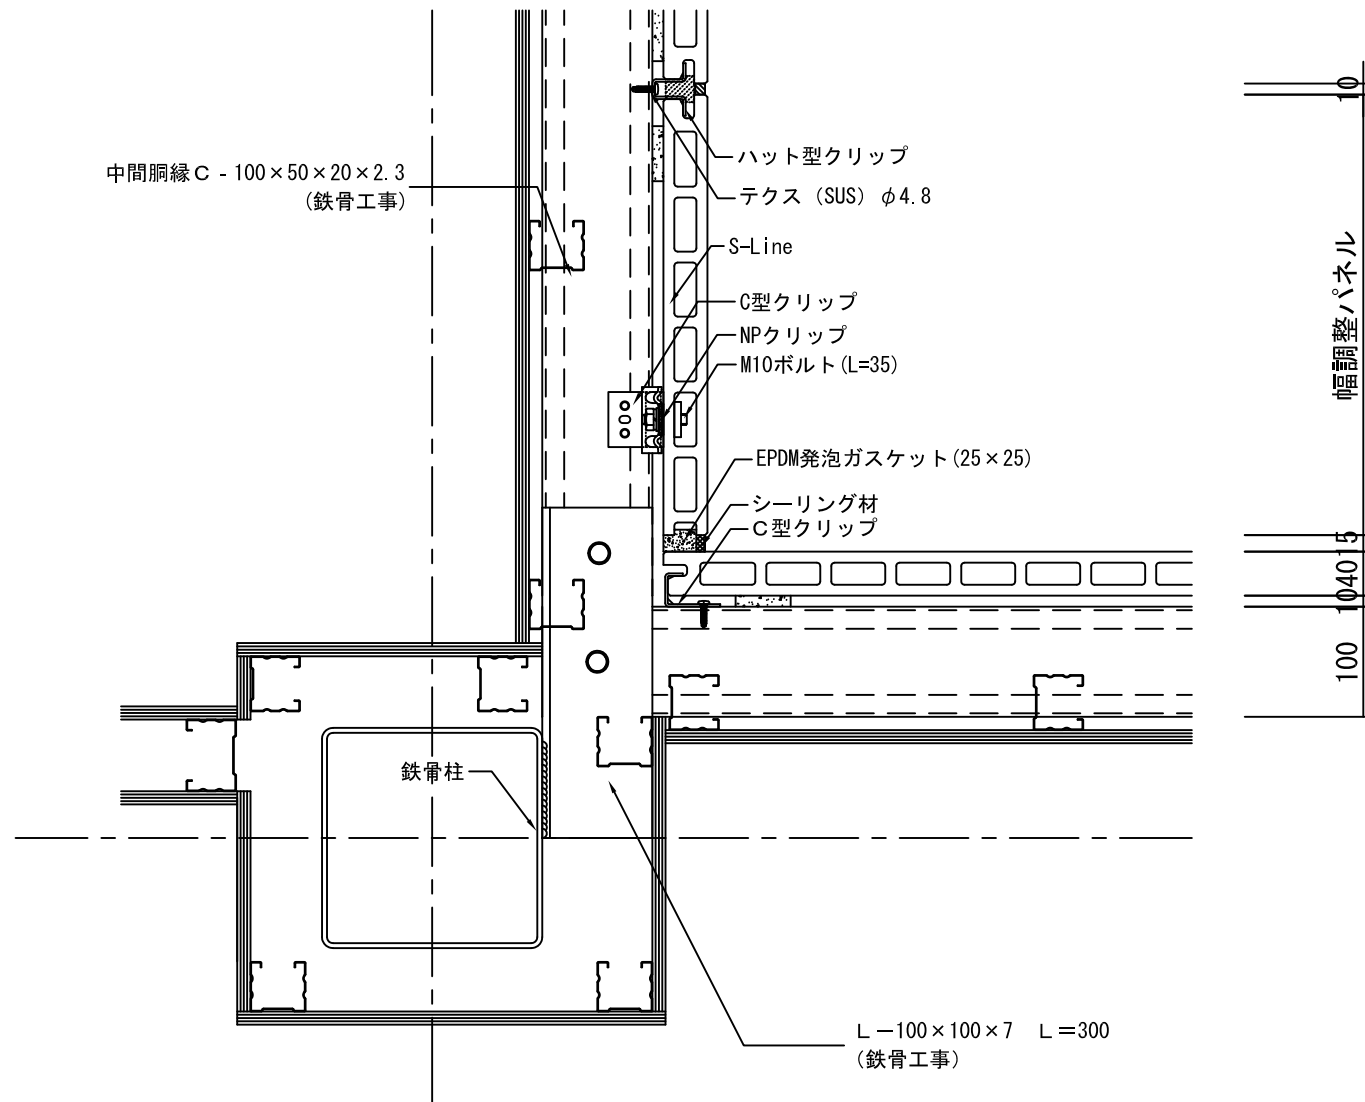 中間胴縁C-100×50×20×2.3
(鉄骨工事)
ハット型クリップ
テクス (SUS) φ4.8
S-Line
C型クリップ
NPクリップ
M10ボルト(L=35)
EPDM発泡ガスケット(25×25)
シーリング材
C型クリップ
鉄骨柱
L-100×100×7 L=300
(鉄骨工事)
10
幅調整パネル
15
40
10
100